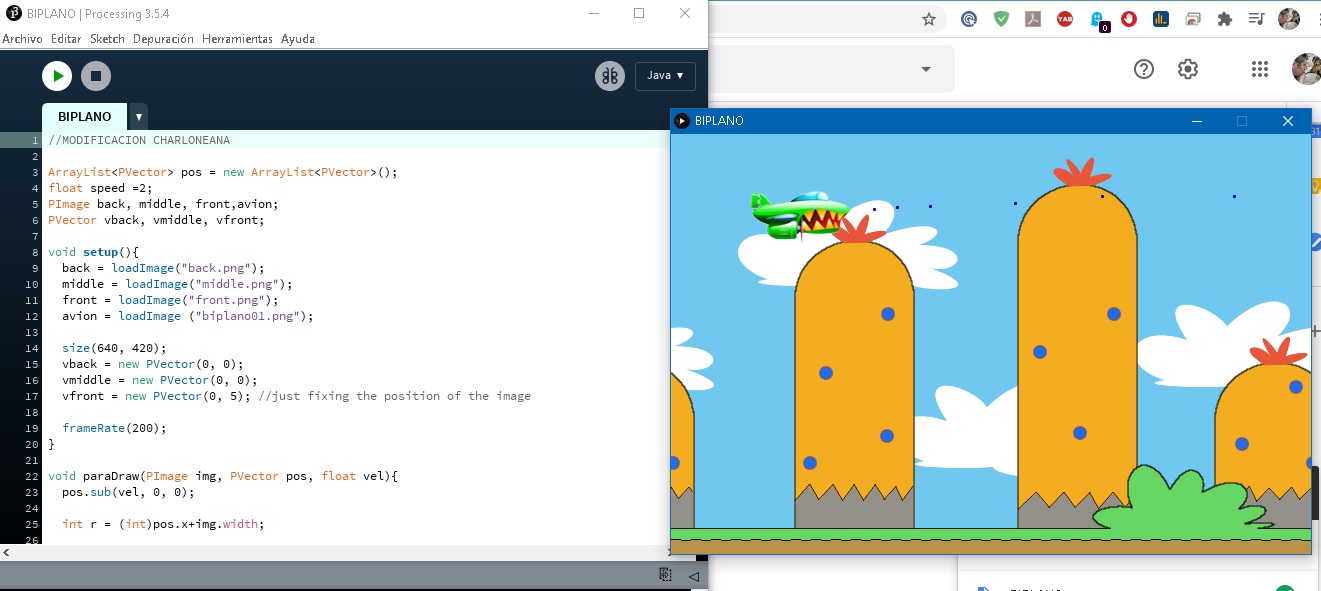 BIPLANO | Processing 3.5.4
Archivo Editar Sketch Depuración Herramientas Ayuda
Java ▾
BIPLANO ▾
1 //MODIFICACION CHARLONEANA
2
3 ArrayList<PVector> pos = new ArrayList<PVector>();
4 float speed =2;
5 PImage back, middle, front,avion;
6 PVector vback, vmiddle, vfront;
7
8 void setup(){
9 back = loadImage("back.png");
10 middle = loadImage("middle.png");
11 front = loadImage("front.png");
12 avion = loadImage ("biplano01.png");
13
14 size(640, 420);
15 vback = new PVector(0, 0);
16 vmiddle = new PVector(0, 0);
17 vfront = new PVector(0, 5); //just fixing the position of the image
18
19 frameRate(200);
20 }
21
22 void paraDraw(PImage img, PVector pos, float vel){
23 pos.sub(vel, 0, 0);
24
25 int r = (int)pos.x+img.width;
26
YAB
0
BIPLANO
31